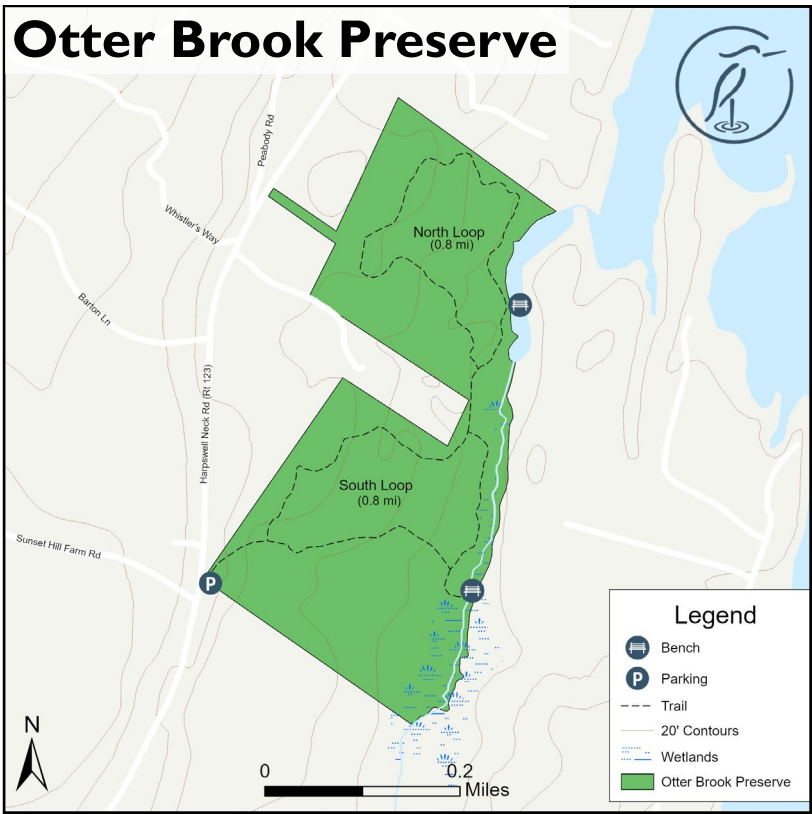 Otter Brook Preserve
Peabody Rd
Whistler's Way
North Loop
(0.8 mi)
Barton Ln
Harpswell Neck Rd (Rt 123)
South Loop
(0.8 mi)
Sunset Hill Farm Rd
P
Legend
Bench
P Parking
Trail
20' Contours
Wetlands
Otter Brook Preserve
N
0 0.2
Miles